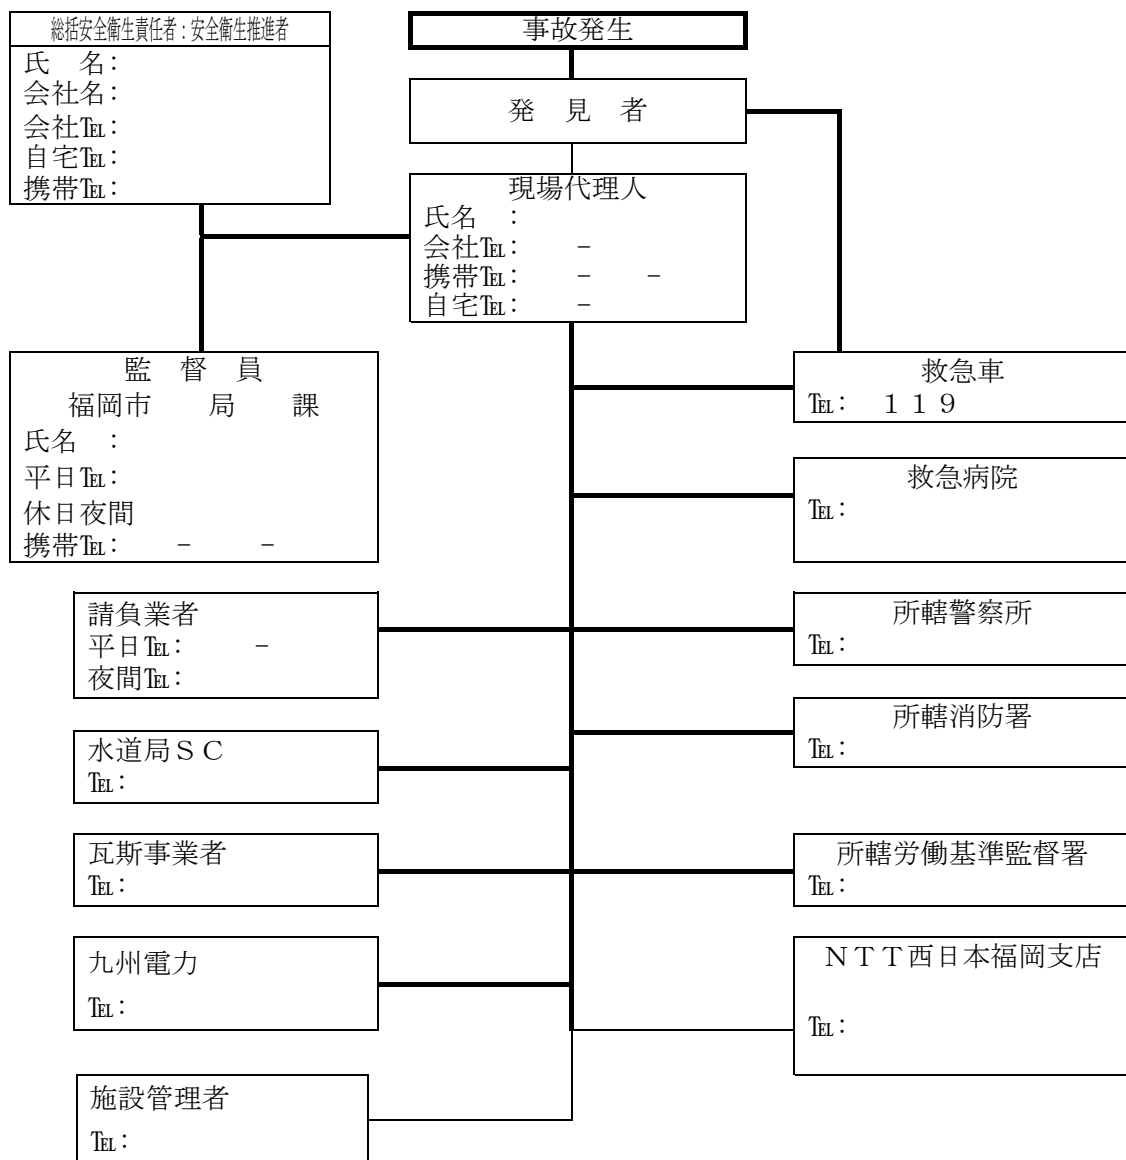 総括安全衛生責任者：安全衛生推進者
氏　名：
会社名：
会社℡：
自宅℡：
携帯℡：
事故発生
発　見　者
現場代理人
氏名　：
会社℡：　　－
携帯℡：　　－　　－
自宅℡：　　－
監　督　員
福岡市　　局　　課
氏名　：
平日℡：
休日夜間
携帯℡：　　－　　－
救急車
℡：　１１９
救急病院
℡：
請負業者
平日℡：　　－
夜間℡：
所轄警察所
℡：
所轄消防署
℡：
水道局ＳＣ
℡：
瓦斯事業者
℡：
所轄労働基準監督署
℡：
九州電力
℡：
ＮＴＴ西日本福岡支店
℡：
施設管理者
℡：